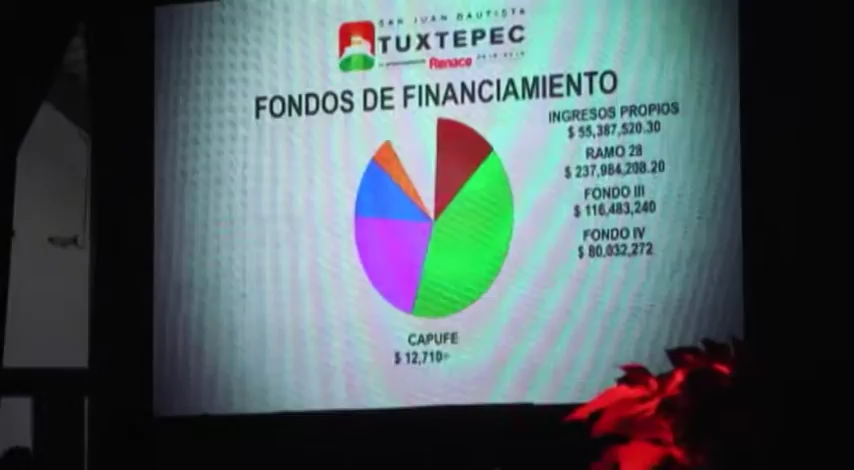 SAN JUAN BAUTISTA
TUXTEPEC
Renace
FONDOS DE FINANCIAMIENTO
INGRESOS PROPIOS
$ 55,387,520.30
RAMO 28
$ 237,984,208.20
FONDO III
$ 116,483,240
FONDO IV
$ 80,032,272
CAPUFE
$ 12,710